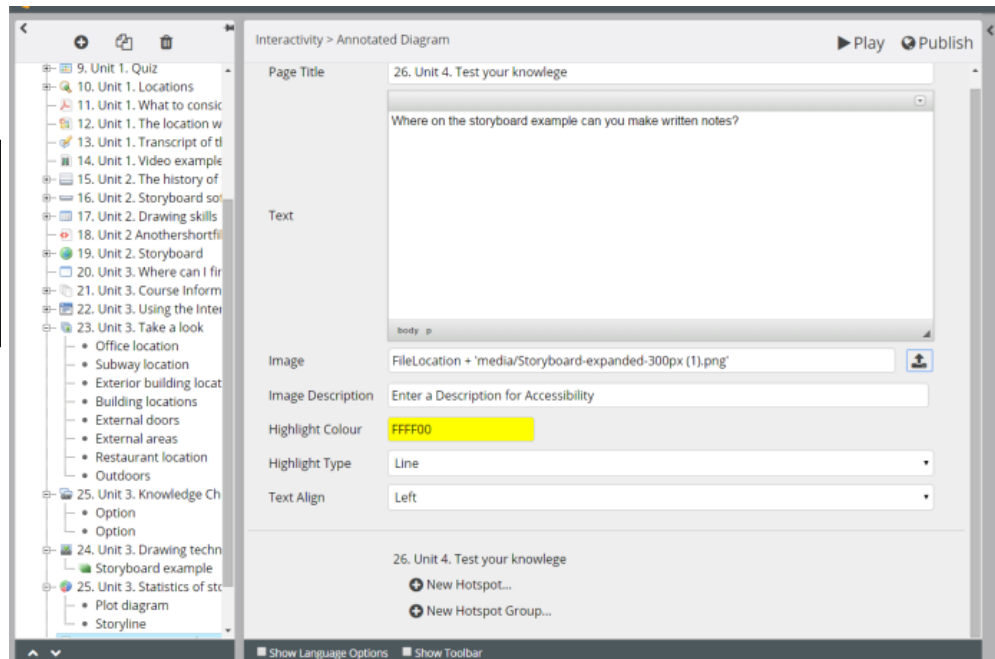 Interactivity > Annotated Diagram
Play Publish
9. Unit 1. Quiz
10. Unit 1. Locations
11. Unit 1. What to consic
12. Unit 1. The location w
13. Unit 1. Transcript of tl
14. Unit 1. Video example
15. Unit 2. The history of
16. Unit 2. Storyboard sof
17. Unit 2. Drawing skills
18. Unit 2 Anothershortfil
19. Unit 2. Storyboard
20. Unit 3. Where can I fir
21. Unit 3. Course Inform
22. Unit 3. Using the Inter
23. Unit 3. Take a look
Office location
Subway location
Exterior building locat
Building locations
External doors
External areas
Restaurant location
Outdoors
25. Unit 3. Knowledge Ch
Option
Option
24. Unit 3. Drawing techn
Storyboard example
25. Unit 3. Statistics of sto
Plot diagram
Storyline
Page Title 26. Unit 4. Test your knowlege
Text
Where on the storyboard example can you make written notes?
body p
Image FileLocation + 'media/Storyboard-expanded-300px (1).png'
Image Description Enter a Description for Accessibility
Highlight Colour FFFF00
Highlight Type Line
Text Align Left
26. Unit 4. Test your knowlege
New Hotspot...
New Hotspot Group...
Show Language Options Show Toolbar